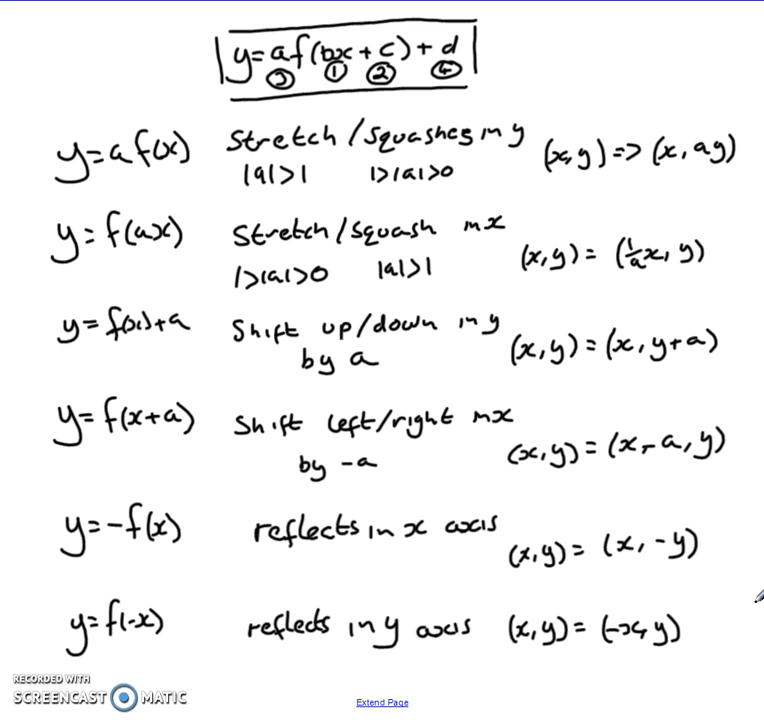 y=af(bx+c)+d
③ ① ② ④
y=af(x) Stretch/Squashes in y (x,y)=>(x,ay)
|a|>1 1>|a|>0
y=f(ax) Stretch/Squash in x (x,y)=(1/a x,y)
1>|a|>0 |a|>1
y=f(x)+a Shift up/down in y (x,y)=(x,y+a)
by a
y=f(x+a) Shift left/right in x (x,y)=(x-a,y)
by -a
y=-f(x) reflects in x axis (x,y)=(x,-y)
y=f(-x) reflects in y axis (x,y)=(-x,y)
RECORDED WITH
SCREENCAST MATIC
Extend Page